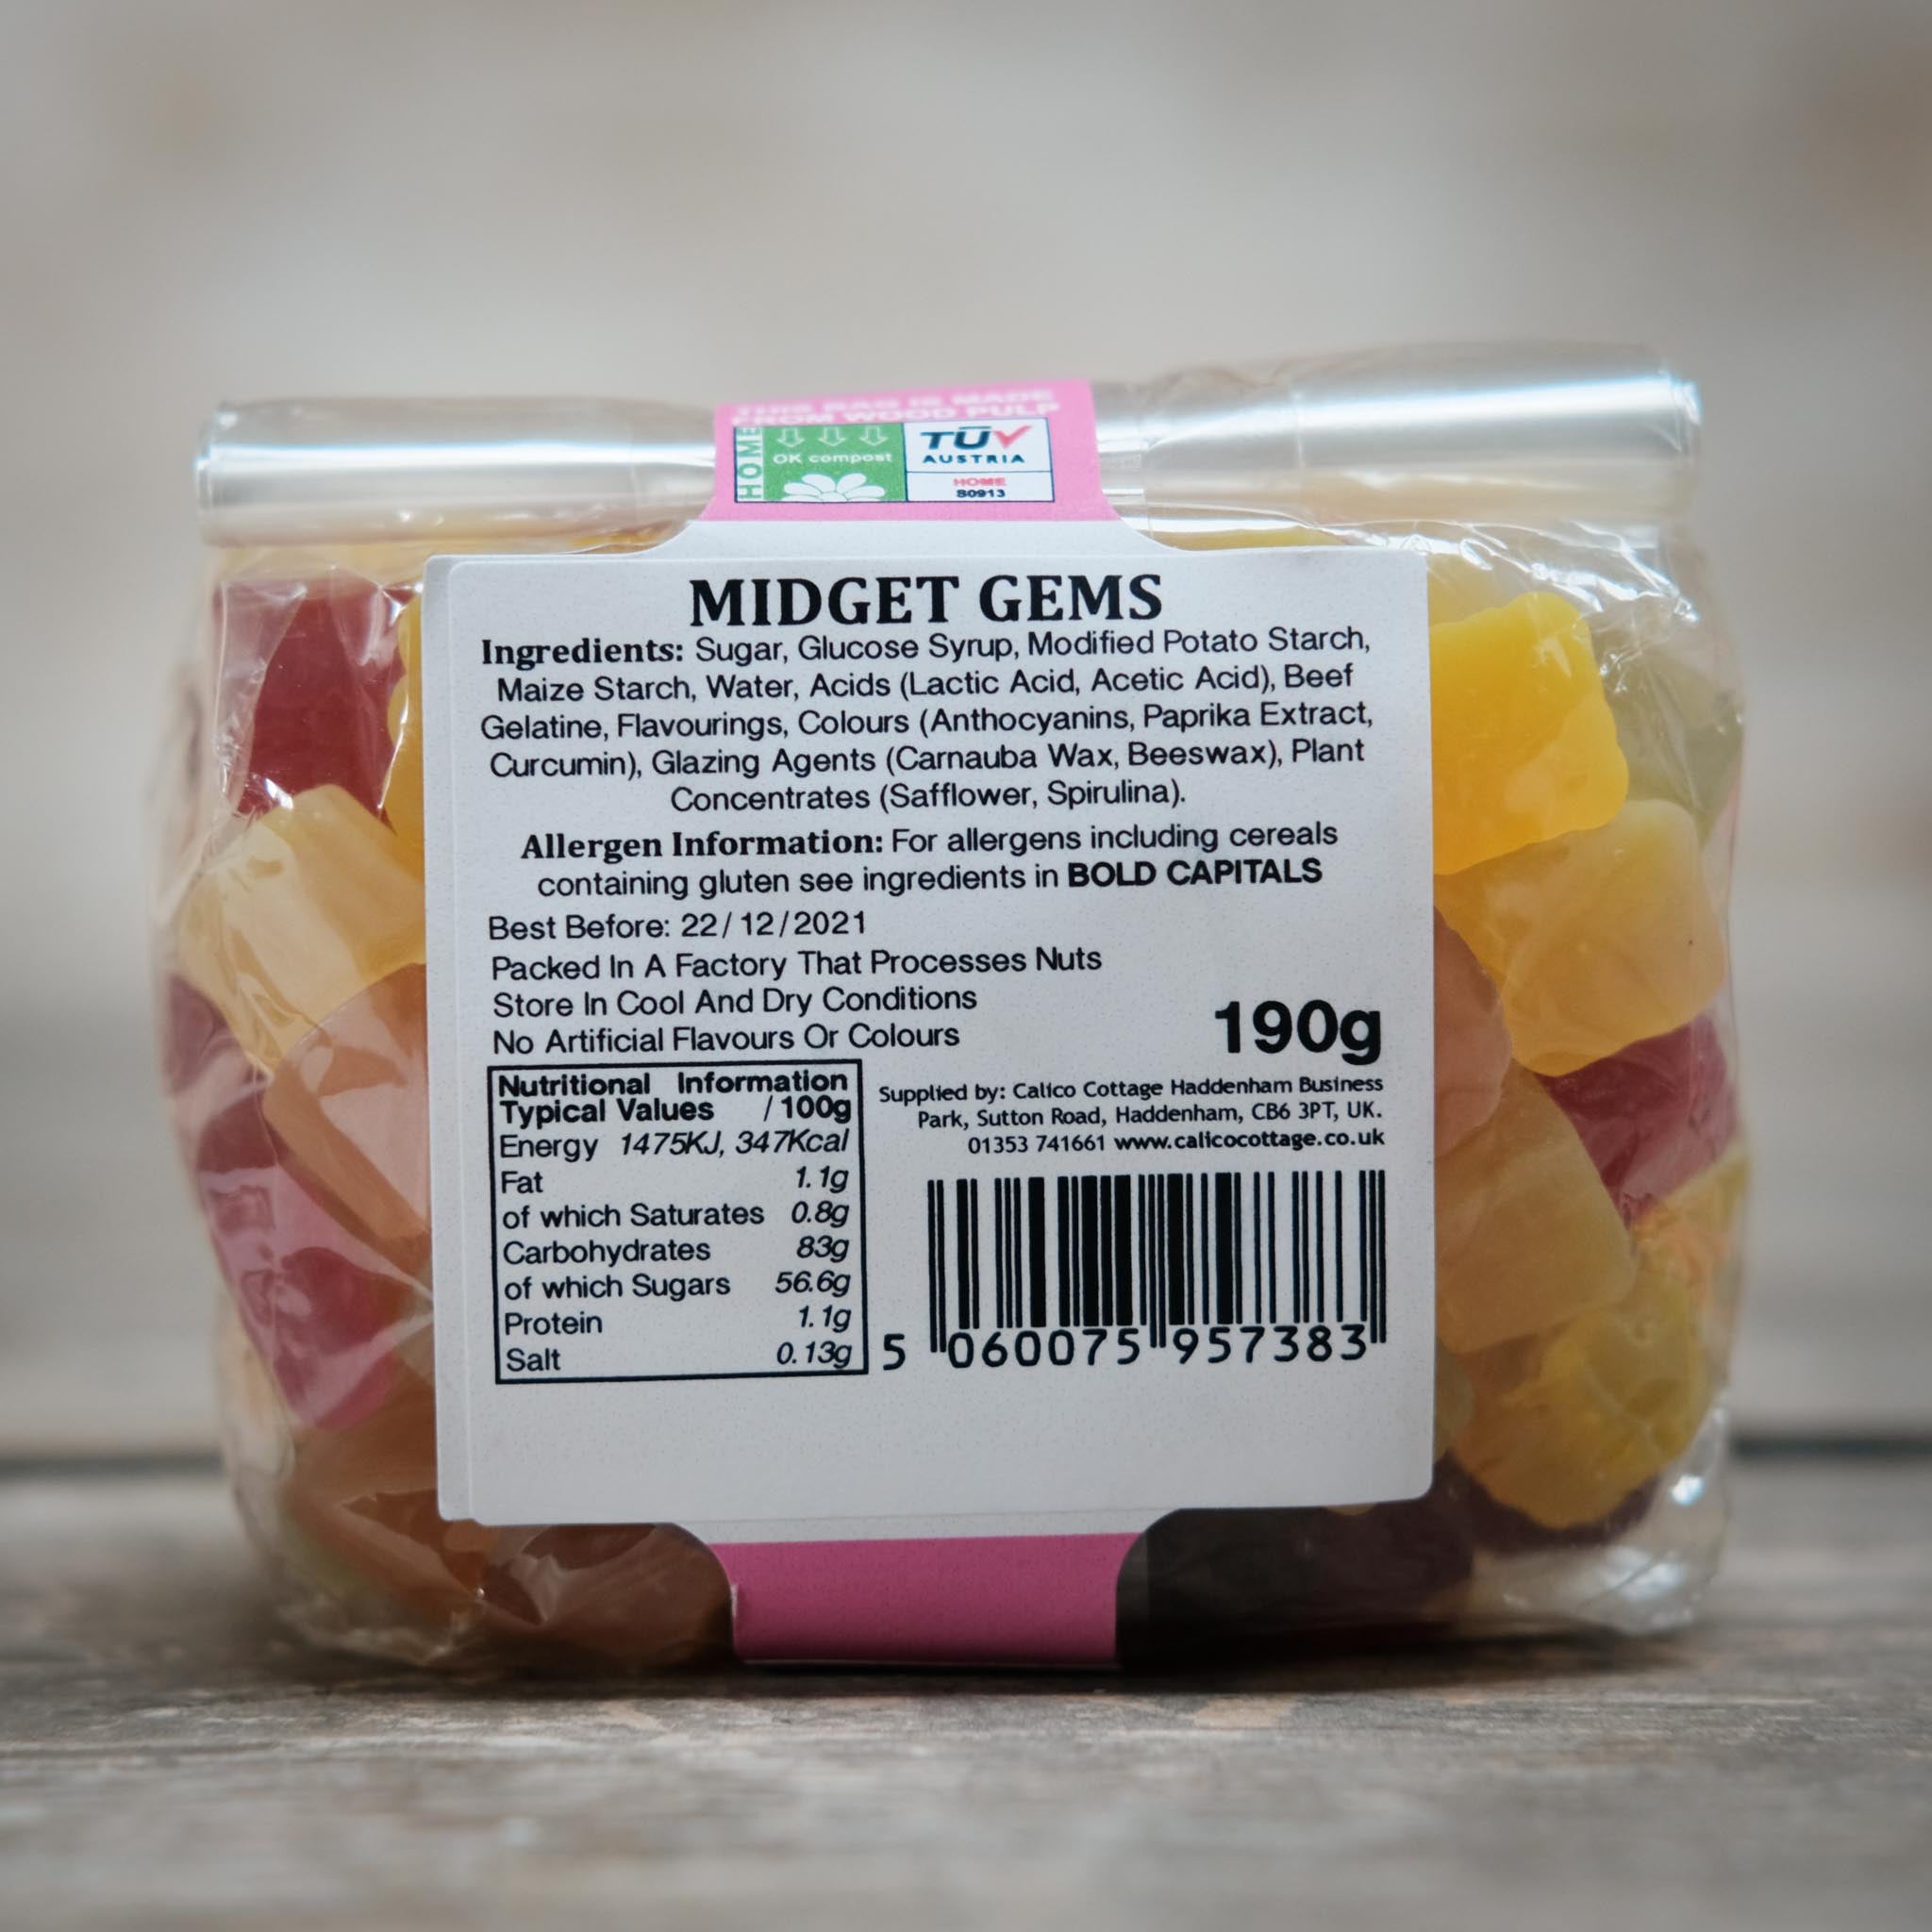 THIS BAG IS MADE
FROM WOOD PULP
HOME
OK compost
TÜV
AUSTRIA
HOME
S0913
MIDGET GEMS
Ingredients: Sugar, Glucose Syrup, Modified Potato Starch,
Maize Starch, Water, Acids (Lactic Acid, Acetic Acid), Beef
Gelatine, Flavourings, Colours (Anthocyanins, Paprika Extract,
Curcumin), Glazing Agents (Carnauba Wax, Beeswax), Plant
Concentrates (Safflower, Spirulina).
Allergen Information: For allergens including cereals
containing gluten see ingredients in BOLD CAPITALS
Best Before: 22/12/2021
Packed In A Factory That Processes Nuts
Store In Cool And Dry Conditions
No Artificial Flavours Or Colours
190g
Nutritional Information
Typical Values /100g
Energy 1475KJ, 347Kcal
Fat 1.1g
of which Saturates 0.8g
Carbohydrates 83g
of which Sugars 56.6g
Protein 1.1g
Salt 0.13g
Supplied by: Calico Cottage Haddenham Business
Park, Sutton Road, Haddenham, CB6 3PT, UK.
01353 741661 www.calicocottage.co.uk
5 060075 957383